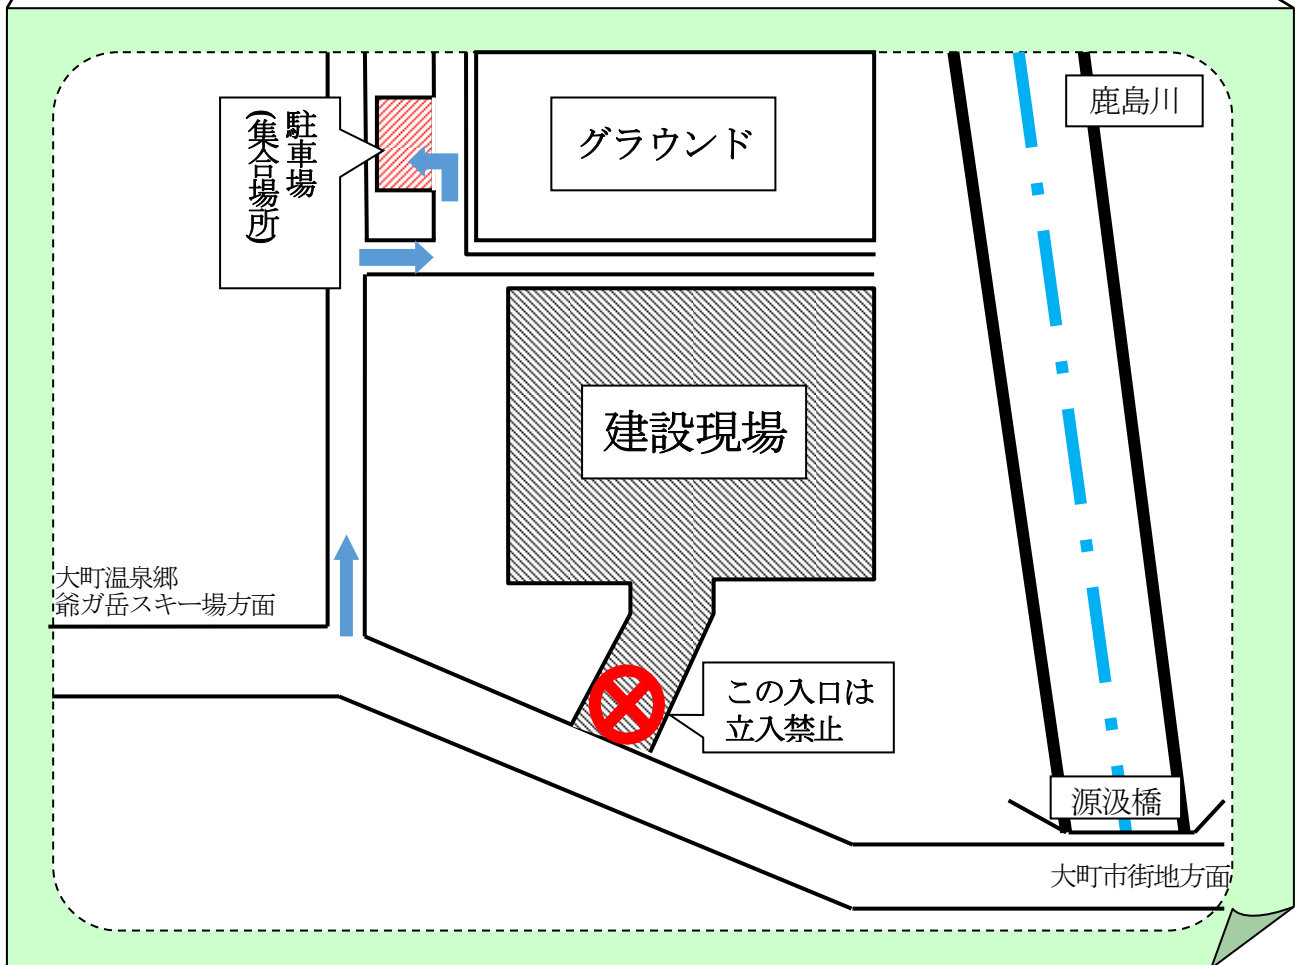 鹿島川
グラウンド
駐車場
(集合場所)
建設現場
大町温泉郷
爺ガ岳スキー場方面
この入口は
立入禁止
源汲橋
大町市街地方面